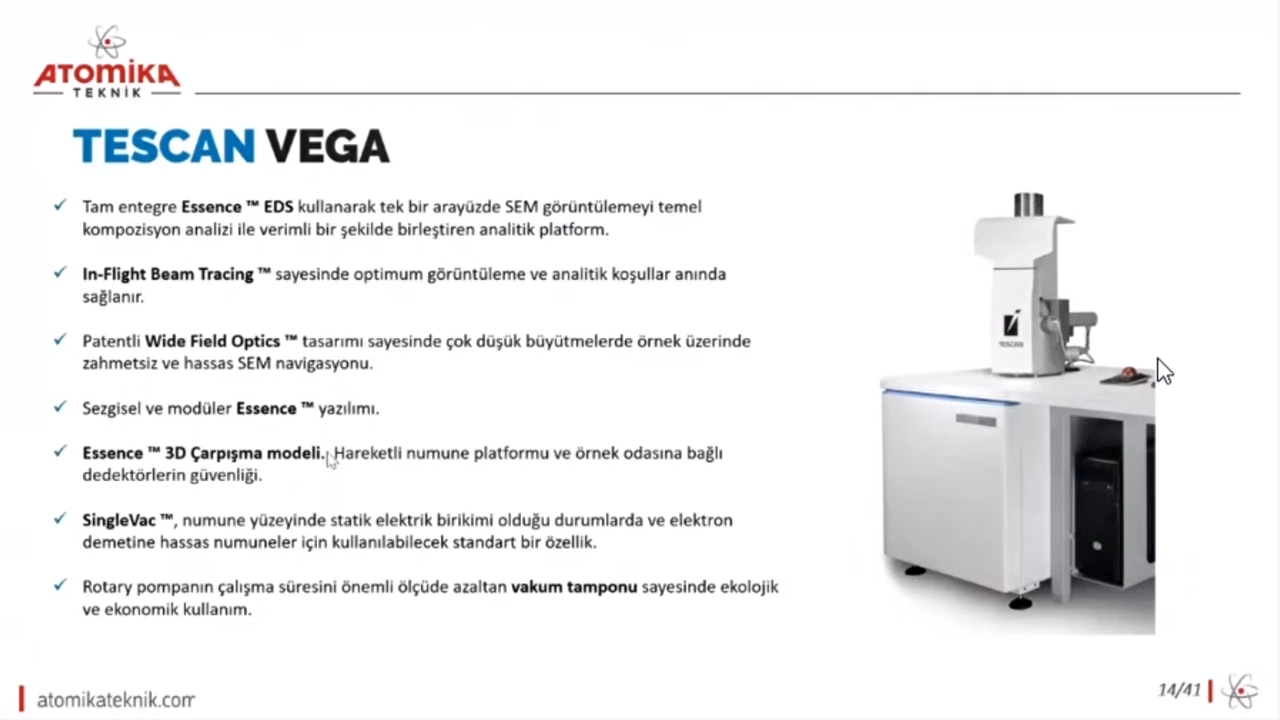 ATOMİKA
TEKNİK
TESCAN VEGA
✓ Tam entegre Essence ™ EDS kullanarak tek bir arayüzde SEM görüntülemeyi temel
kompozisyon analizi ile verimli bir şekilde birleştiren analitik platform.
✓ In-Flight Beam Tracing ™ sayesinde optimum görüntüleme ve analitik koşullar anında
sağlanır.
✓ Patentli Wide Field Optics ™ tasarımı sayesinde çok düşük büyütmelerde örnek üzerinde
zahmetsiz ve hassas SEM navigasyonu.
✓ Sezgisel ve modüler Essence ™ yazılımı.
✓ Essence ™ 3D Çarpışma modeli. Hareketli numune platformu ve örnek odasına bağlı
dedektörlerin güvenliği.
✓ SingleVac ™, numune yüzeyinde statik elektrik birikimi olduğu durumlarda ve elektron
demetine hassas numuneler için kullanılabilecek standart bir özellik.
✓ Rotary pompanın çalışma süresini önemli ölçüde azaltan vakum tamponu sayesinde ekolojik
ve ekonomik kullanım.
TESCAN
atomikateknik.com
14/41